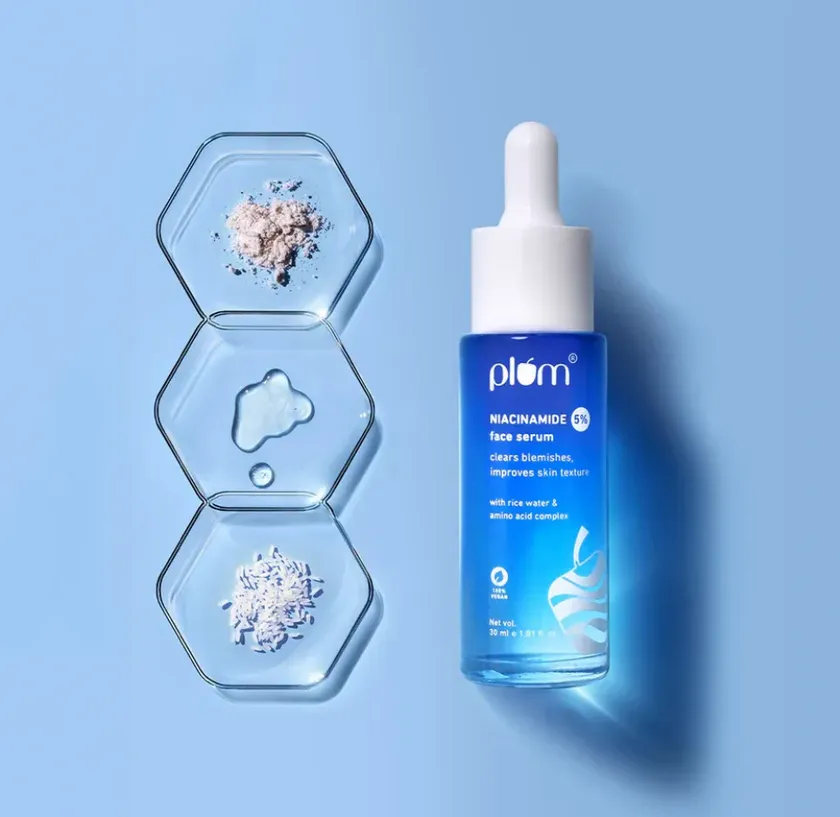 plum®
NIACINAMIDE 5%
face serum
clears blemishes,
improves skin texture
with rice water &
amino acid complex
100%
VEGAN
Net vol.
30 ml e